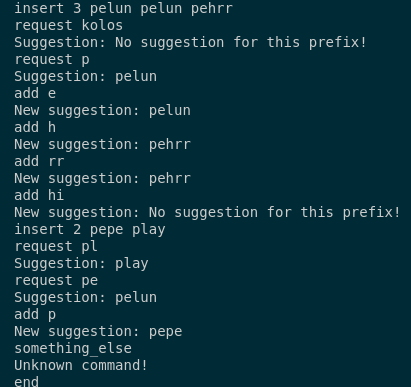 insert 3 pelun pelun pehrr
request kolos
Suggestion: No suggestion for this prefix!
request p
Suggestion: pelun
add e
New suggestion: pelun
add h
New suggestion: pehrr
add rr
New suggestion: pehrr
add hi
New suggestion: No suggestion for this prefix!
insert 2 pepe play
request pl
Suggestion: play
request pe
Suggestion: pelun
add p
New suggestion: pepe
something_else
Unknown command!
end